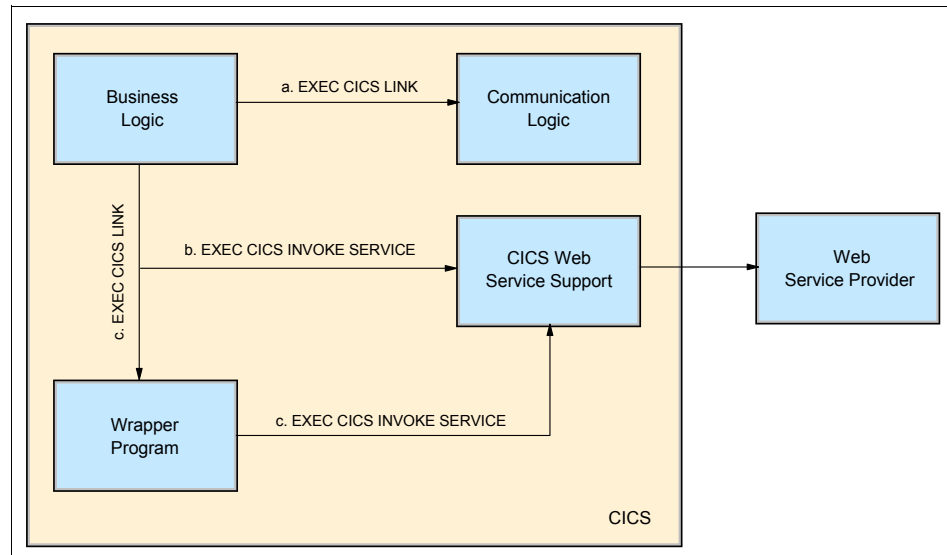 Business
Logic
a. EXEC CICS LINK
Communication
Logic
c. EXEC CICS LINK
b. EXEC CICS INVOKE SERVICE
CICS Web
Service Support
Web
Service Provider
Wrapper
Program
c. EXEC CICS INVOKE SERVICE
CICS